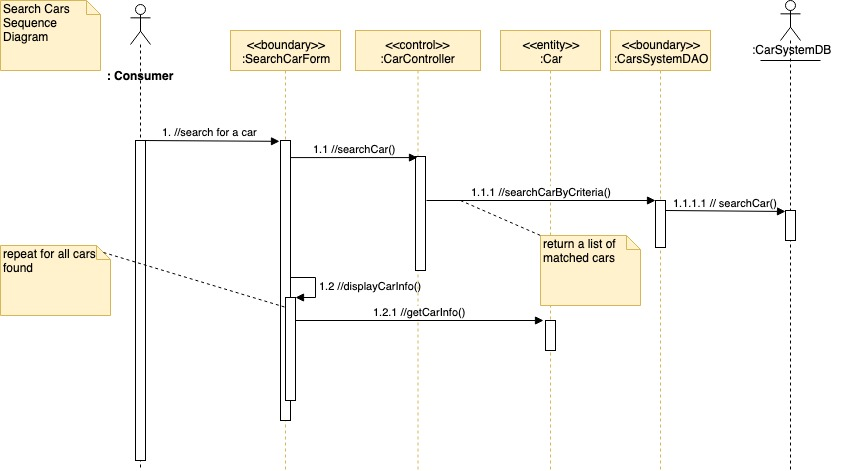 Search Cars
Sequence
Diagram
: Consumer
<<boundary>>
:SearchCarForm
<<control>>
:CarController
<<entity>>
:Car
<<boundary>>
:CarsSystemDAO
:CarSystemDB
1. //search for a car
1.1 //searchCar()
1.1.1 //searchCarByCriteria()
1.1.1.1 // searchCar()
return a list of
matched cars
repeat for all cars
found
1.2 //displayCarInfo()
1.2.1 //getCarInfo()